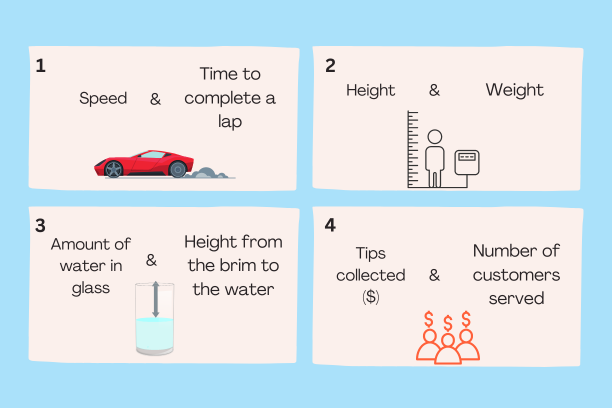 1
Speed & Time to
complete a
lap
2
Height & Weight
3
Amount of
water in
glass
&
Height from
the brim to
the water
4
Tips
collected
($)
&
Number of
customers
served
$ $ $